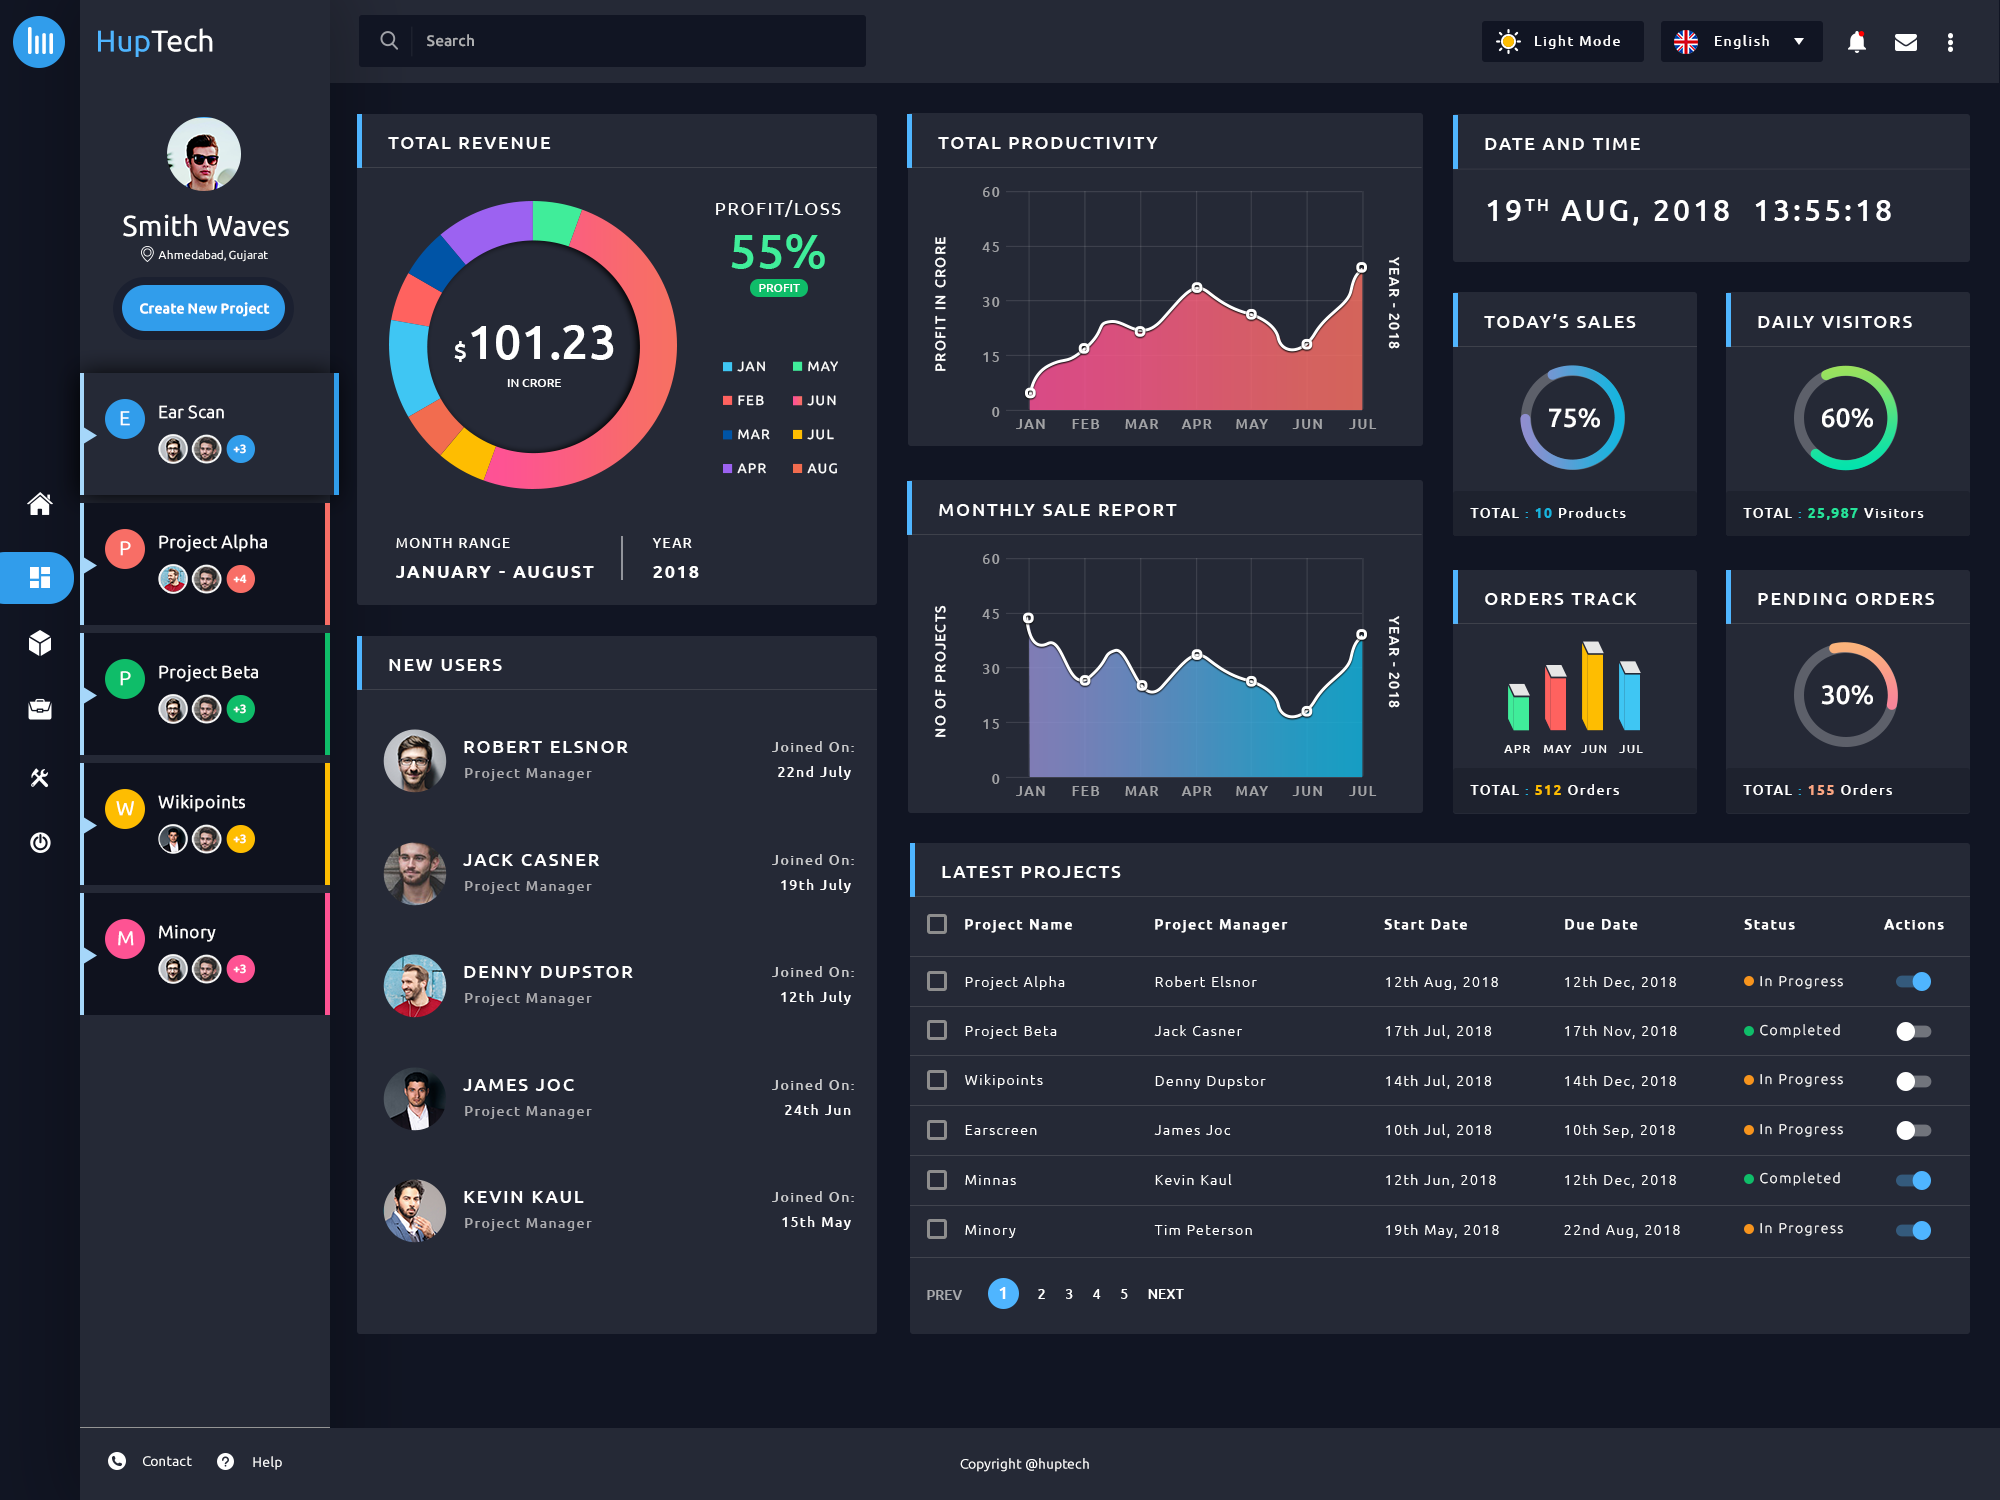 HupTech
Search
Light Mode
English
Smith Waves
Ahmedabad, Gujarat
Create New Project
E
Ear Scan
+3
P
Project Alpha
+4
P
Project Beta
+3
W
Wikipoints
+3
M
Minory
+3
Contact
Help
TOTAL REVENUE
PROFIT/LOSS
55%
PROFIT
$101.23
IN CRORE
JAN
MAY
FEB
JUN
MAR
JUL
APR
AUG
MONTH RANGE
JANUARY - AUGUST
YEAR
2018
NEW USERS
ROBERT ELSNOR
Project Manager
Joined On:
22nd July
JACK CASNER
Project Manager
Joined On:
19th July
DENNY DUPSTOR
Project Manager
Joined On:
12th July
JAMES JOC
Project Manager
Joined On:
24th Jun
KEVIN KAUL
Project Manager
Joined On:
15th May
TOTAL PRODUCTIVITY
PROFIT IN CRORE
60
45
30
15
0
JAN FEB MAR APR MAY JUN JUL
YEAR - 2018
MONTHLY SALE REPORT
NO OF PROJECTS
60
45
30
15
0
JAN FEB MAR APR MAY JUN JUL
YEAR - 2018
DATE AND TIME
19TH AUG, 2018 13:55:18
TODAY'S SALES
75%
TOTAL : 10 Products
DAILY VISITORS
60%
TOTAL : 25,987 Visitors
ORDERS TRACK
APR MAY JUN JUL
TOTAL : 512 Orders
PENDING ORDERS
30%
TOTAL : 155 Orders
LATEST PROJECTS
Project Name Project Manager Start Date Due Date Status Actions
Project Alpha Robert Elsnor 12th Aug, 2018 12th Dec, 2018 In Progress
Project Beta Jack Casner 17th Jul, 2018 17th Nov, 2018 Completed
Wikipoints Denny Dupstor 14th Jul, 2018 14th Dec, 2018 In Progress
Earscreen James Joc 10th Jul, 2018 10th Sep, 2018 In Progress
Minnas Kevin Kaul 12th Jun, 2018 12th Dec, 2018 Completed
Minory Tim Peterson 19th May, 2018 22nd Aug, 2018 In Progress
PREV 1 2 3 4 5 NEXT
Copyright @huptech